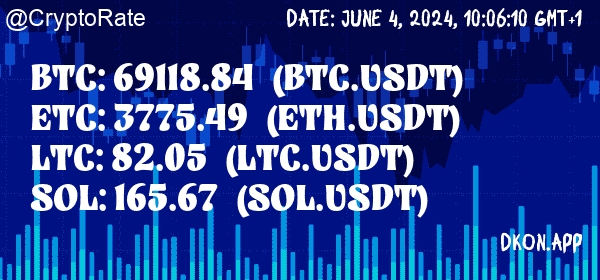 @CryptoRate
DATE: JUNE 4, 2024, 10:06:10 GMT+1
BTC: 69118.84 (BTC.USDT)
ETC: 3775.49 (ETH.USDT)
LTC: 82.05 (LTC.USDT)
SOL: 165.67 (SOL.USDT)
DKON.APP